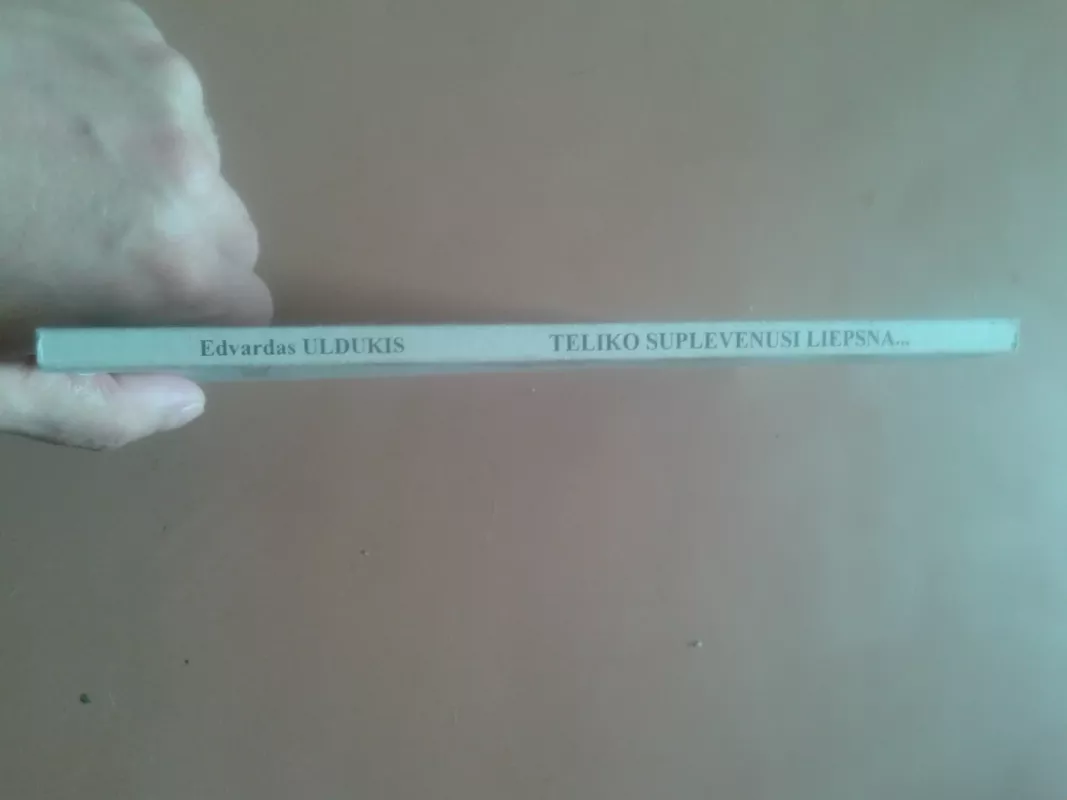 Edvardas ULDUKIS TELIKO SUPLEVENUSI LIEPSNA...